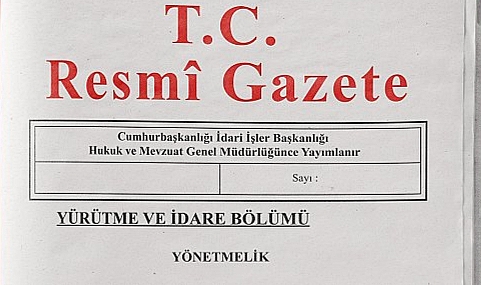 T.C.
Resmî Gazete
Cumhurbaşkanlığı İdari İşler Başkanlığı
Hukuk ve Mevzuat Genel Müdürlüğünce Yayımlanır
Sayı :
YÜRÜTME VE İDARE BÖLÜMÜ
YÖNETMELİK